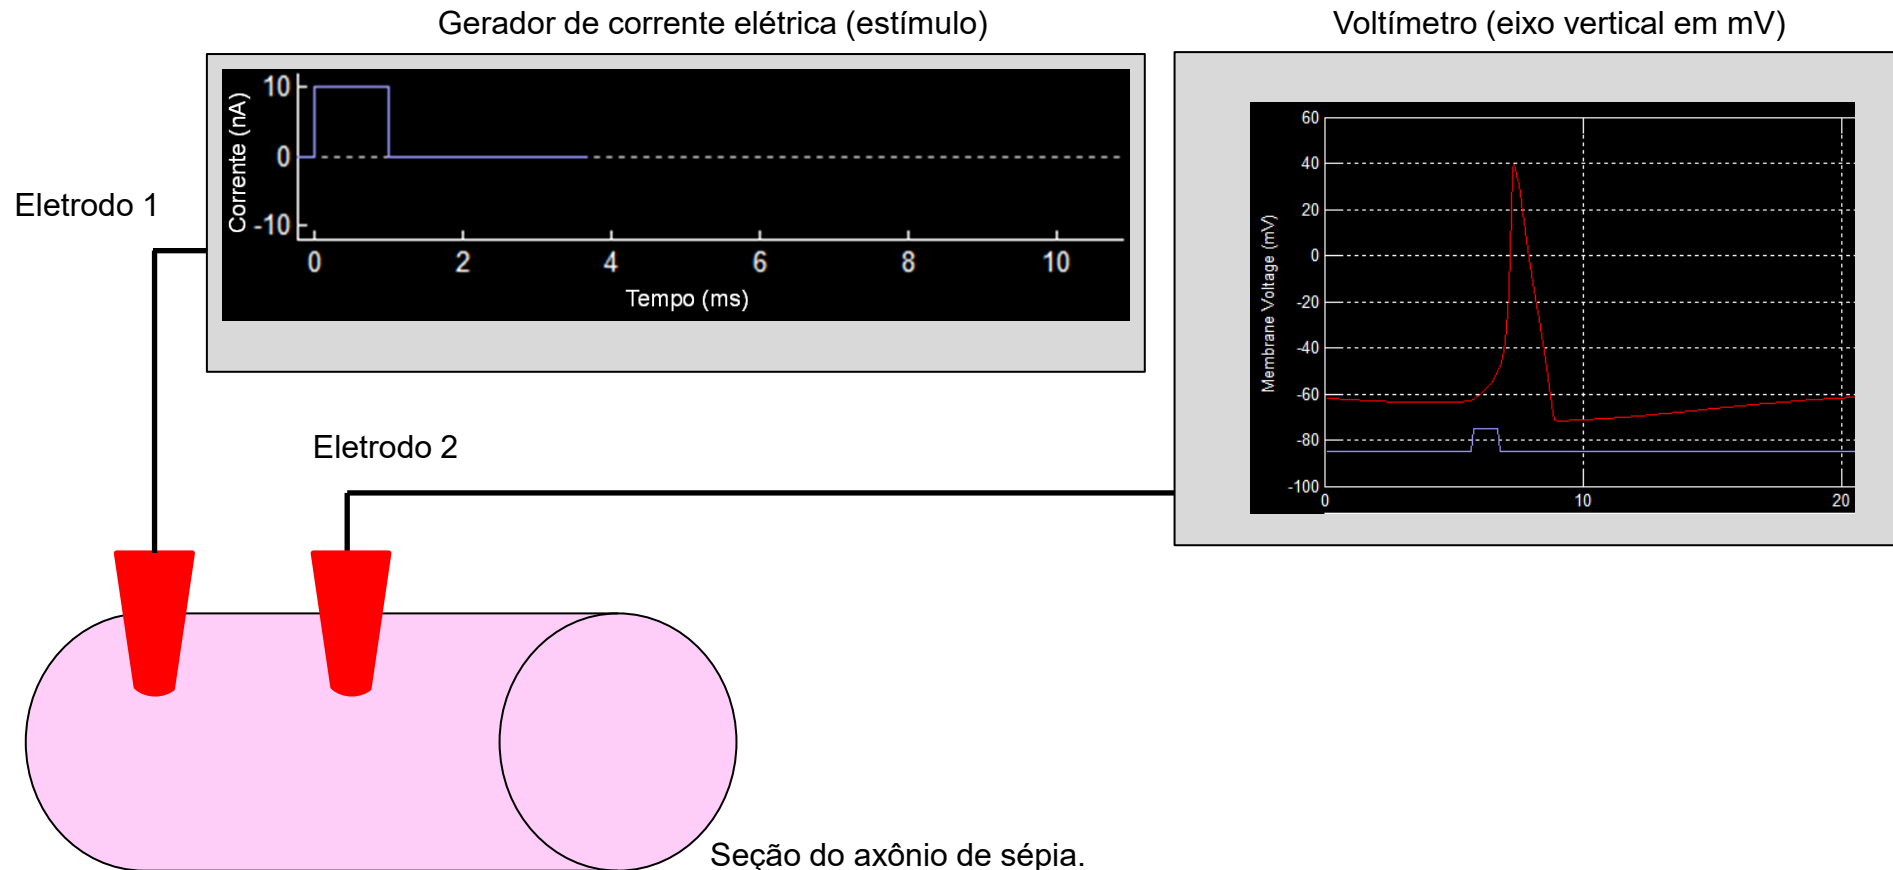 Gerador de corrente elétrica (estímulo)
Voltímetro (eixo vertical em mV)
Corrente (nA)
10
0
-10
0 2 4 6 8 10
Tempo (ms)
Membrane Voltage (mV)
60
40
20
0
-20
-40
-60
-80
-100
0 10 20
Eletrodo 1
Eletrodo 2
Seção do axônio de sépia.